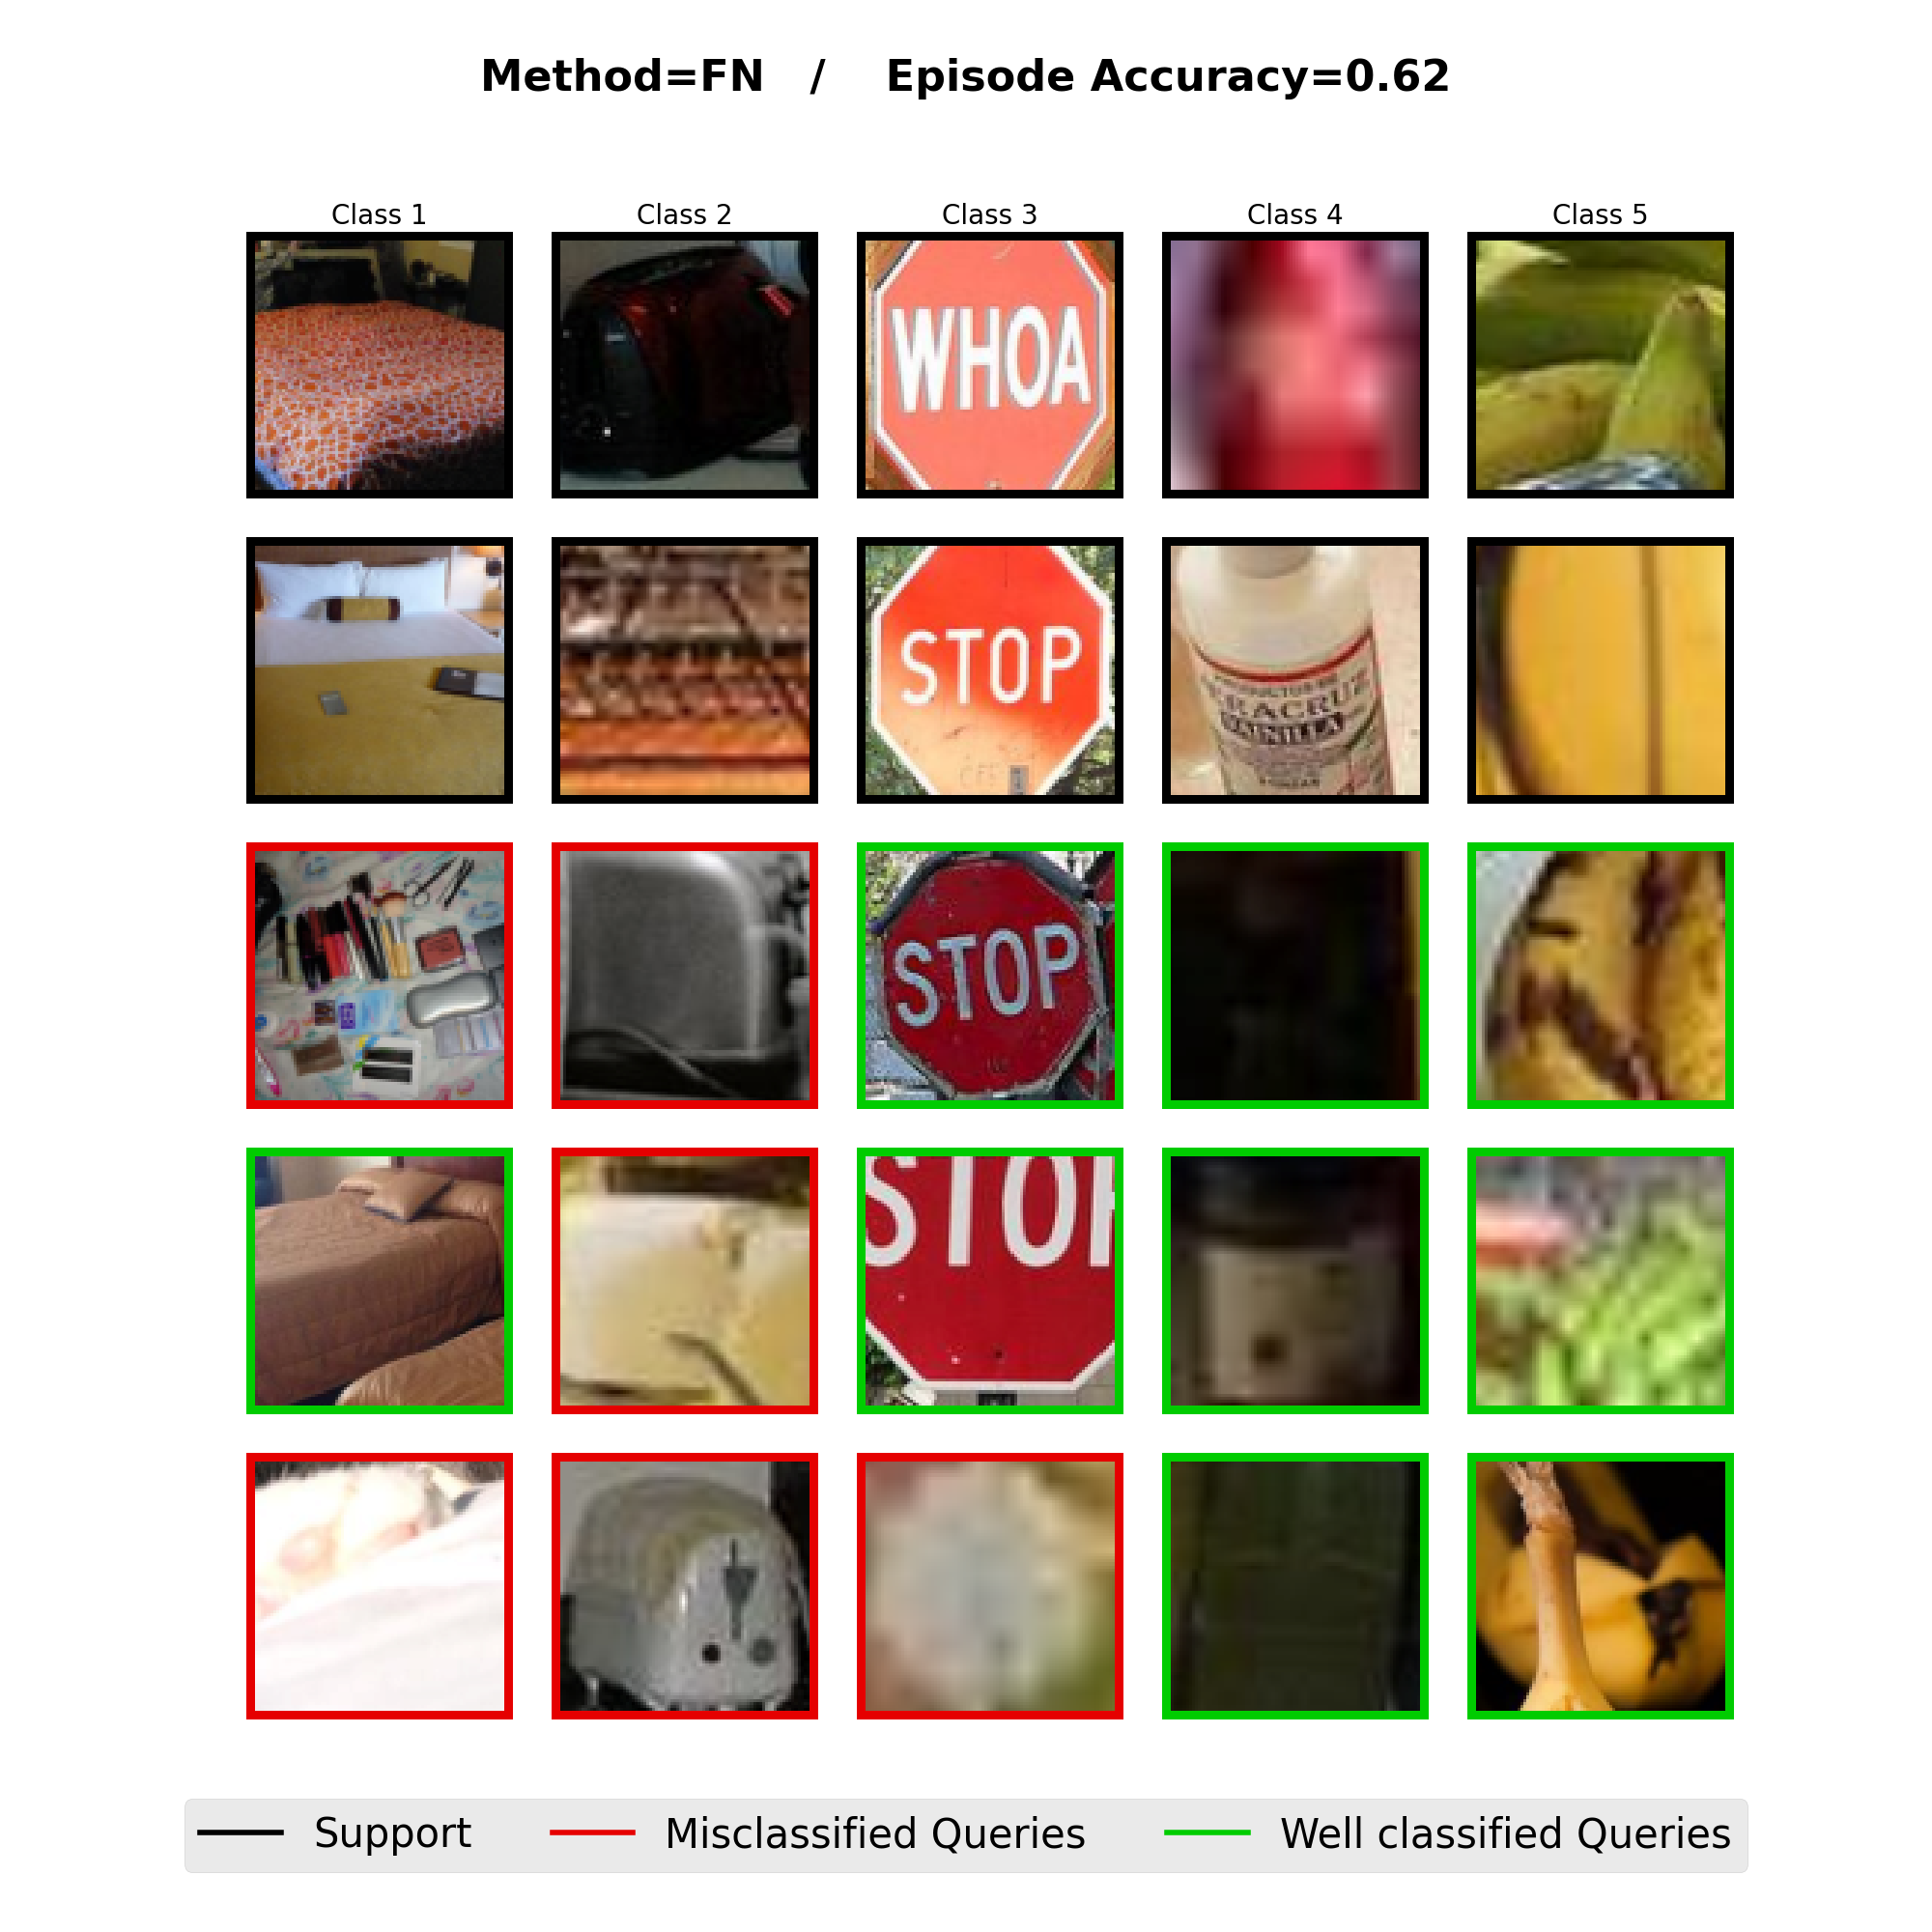 Method=FN / Episode Accuracy=0.62
Class 1 Class 2 Class 3 Class 4 Class 5
WHOA
STOP
ERACRUZ
VAINILLA
STOP
STOP
Support Misclassified Queries Well classified Queries